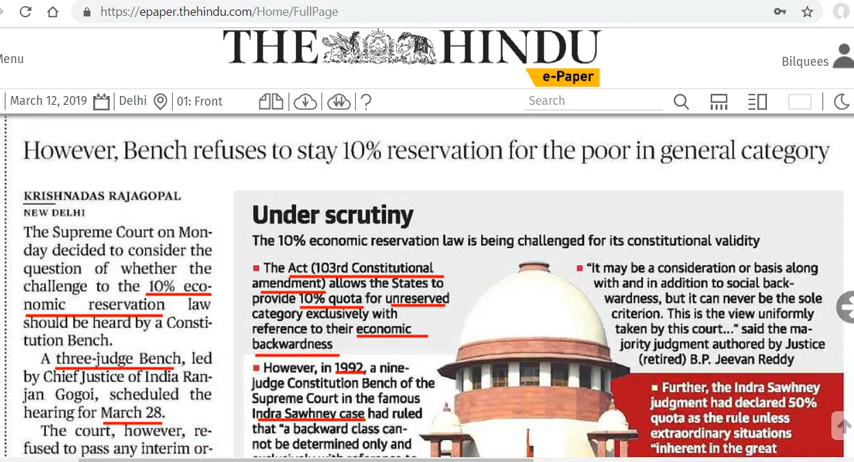 https://epaper.thehindu.com/Home/FullPage
Menu
THE HINDU
e-Paper
Bilquees
March 12, 2019 Delhi 01: Front ? Search
However, Bench refuses to stay 10% reservation for the poor in general category
KRISHNADAS RAJAGOPAL
NEW DELHI
The Supreme Court on Mon-
day decided to consider the
question of whether the
challenge to the 10% eco-
nomic reservation law
should be heard by a Consti-
tution Bench.
A three-judge Bench, led
by Chief Justice of India Ran-
jan Gogoi, scheduled the
hearing for March 28.
The court, however, re-
fused to pass any interim or-
Under scrutiny
The 10% economic reservation law is being challenged for its constitutional validity
The Act (103rd Constitutional
amendment) allows the States to
provide 10% quota for unreserved
category exclusively with
reference to their economic
backwardness
However, in 1992, a nine-
judge Constitution Bench of the
Supreme Court in the famous
Indra Sawhney case had ruled
that "a backward class can-
not be determined only and
exclusively with reference to
"It may be a consideration or basis along
with and in addition to social back-
wardness, but it can never be the sole
criterion. This is the view uniformly
taken by this court..." said the ma-
jority judgment authored by Justice
(retired) B.P. Jeevan Reddy
Further, the Indra Sawhney
judgment had declared 50%
quota as the rule unless
extraordinary situations
"inherent in the great